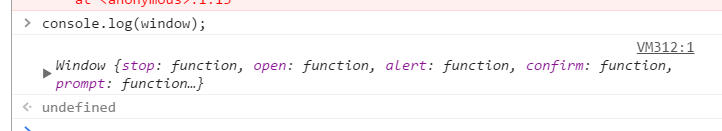 at <anonymous>:1:15
> console.log(window);
VM312:1
▶ Window {stop: function, open: function, alert: function, confirm: function,
prompt: function…}
undefined